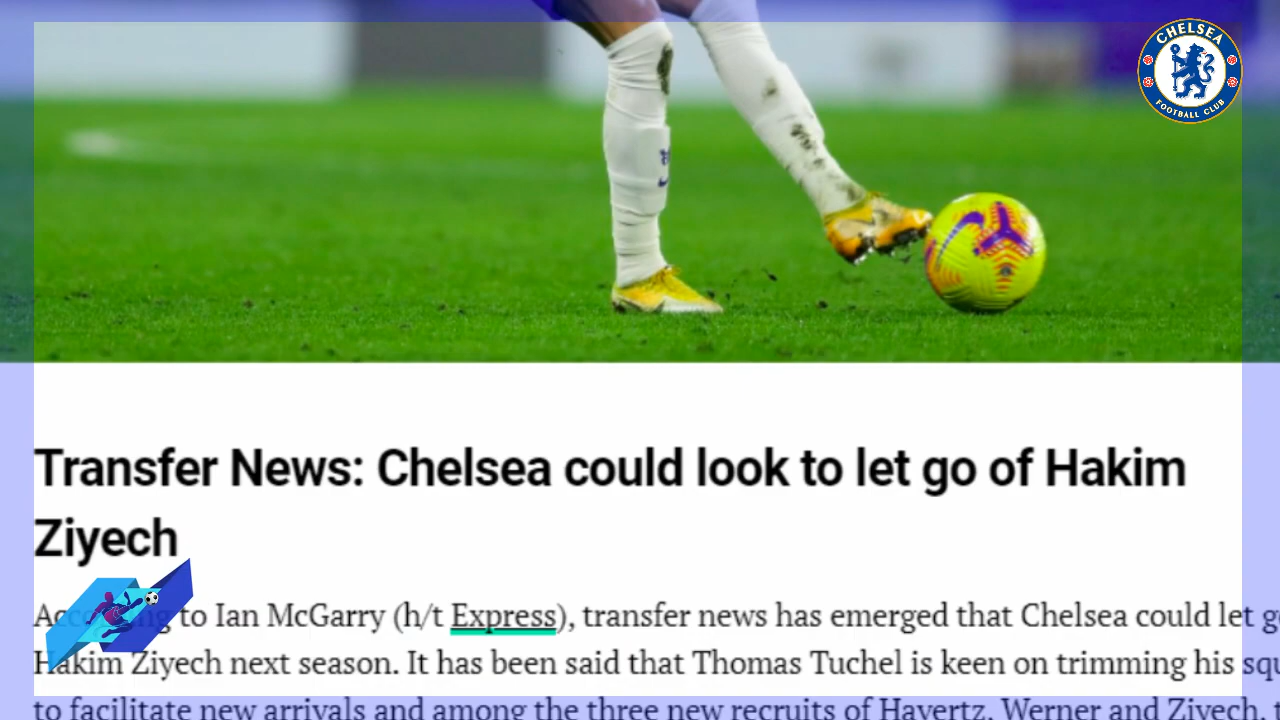 CHELSEA
FOOTBALL CLUB
Transfer News: Chelsea could look to let go of Hakim
Ziyech
According to Ian McGarry (h/t Express), transfer news has emerged that Chelsea could let
Hakim Ziyech next season. It has been said that Thomas Tuchel is keen on trimming his
to facilitate new arrivals and among the three new recruits of Havertz, Werner and Ziyech,